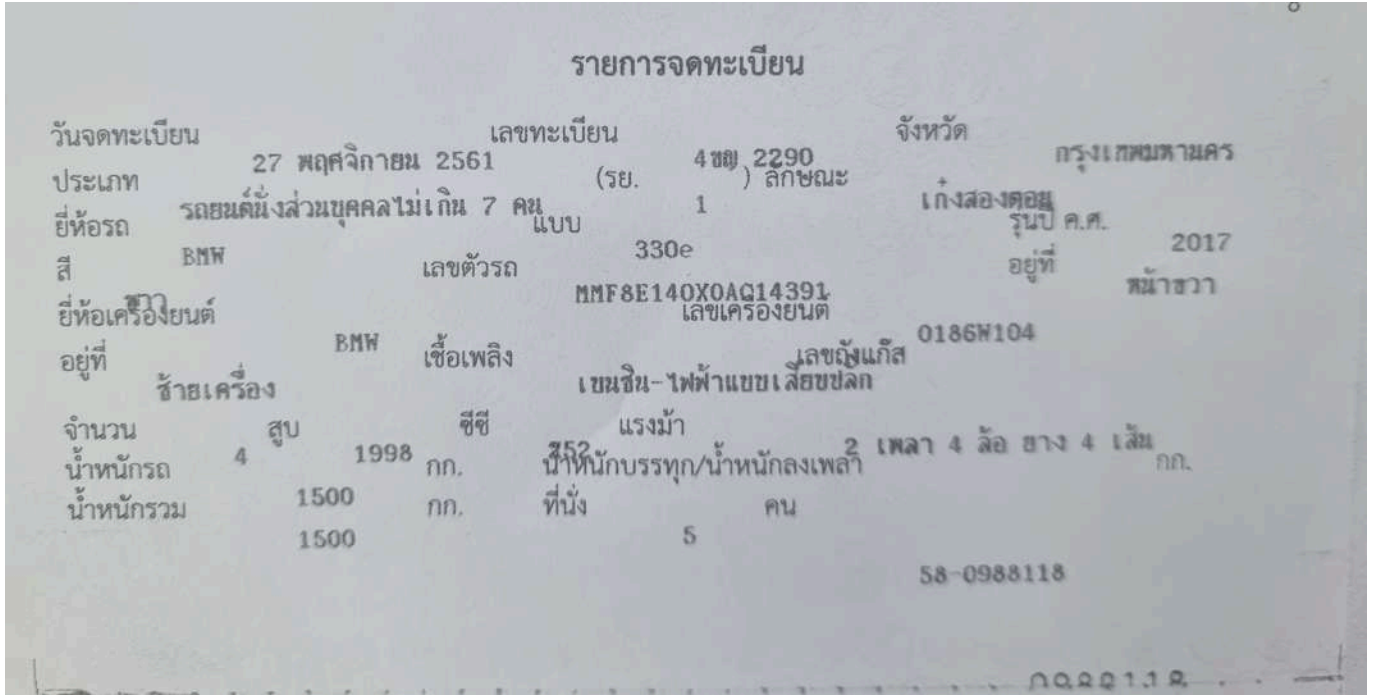 รายการจดทะเบียน
วันจดทะเบียน เลขทะเบียน จังหวัด
27 พฤศจิกายน 2561 4ขญ 2290 กรุงเทพมหานคร
ประเภท (รย. ) ลักษณะ
รถยนต์นั่งส่วนบุคคลไม่เกิน 7 คน 1 เก๋งสองตอน
ยี่ห้อรถ แบบ รุ่นปี ค.ศ.
BMW 330e 2017
สี เลขตัวรถ อยู่ที่
ขาว MMF8E140X0AG14391 หน้าขวา
ยี่ห้อเครื่องยนต์ เลขเครื่องยนต์
BMW 0186W104
อยู่ที่ เชื้อเพลิง เลขถังแก๊ส
ซ้ายเครื่อง เบนซิน-ไฟฟ้าแบบเสียบปลั๊ก
จำนวน สูบ ซีซี แรงม้า
4 1998 252 2 เพลา 4 ล้อ ยาง 4 เส้น
น้ำหนักรถ กก. น้ำหนักบรรทุก/น้ำหนักลงเพลา กก.
1500
น้ำหนักรวม กก. ที่นั่ง คน
1500 5
58-0988118